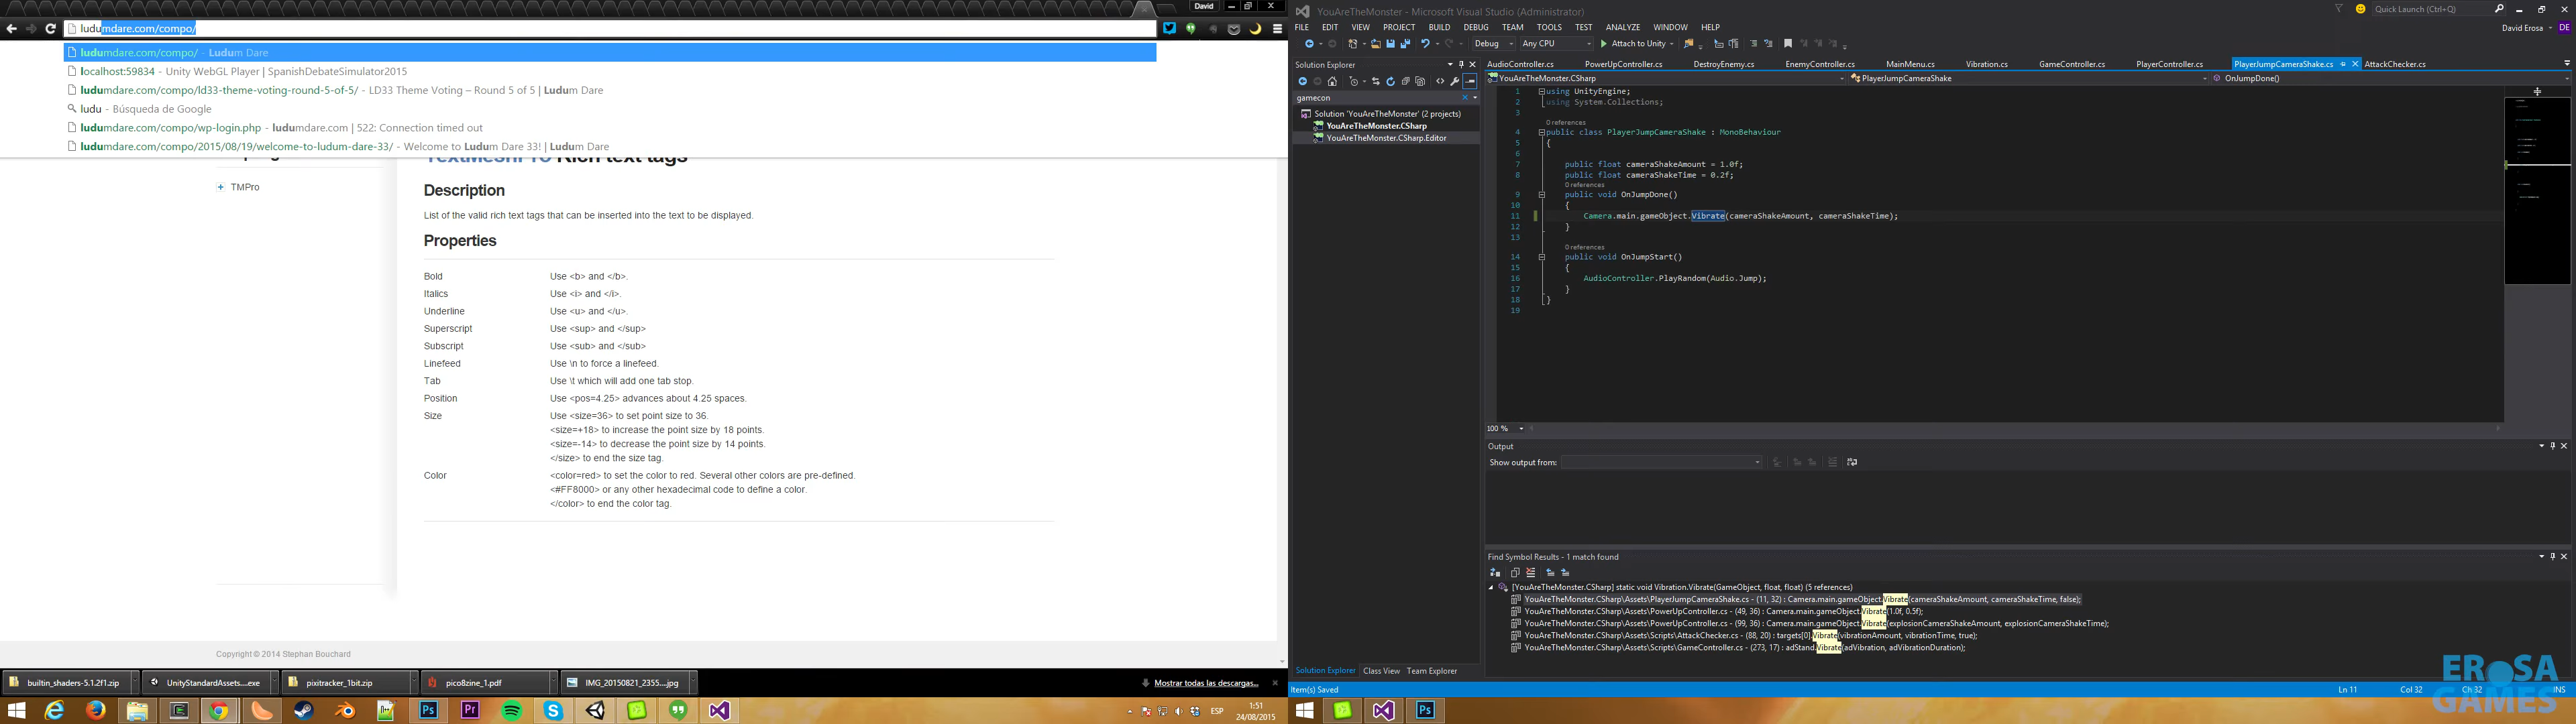 David
ludumdare.com/compo/
ludumdare.com/compo/ - Ludum Dare
localhost:59834 - Unity WebGL Player | SpanishDebateSimulator2015
ludumdare.com/compo/ld33-theme-voting-round-5-of-5/ - LD33 Theme Voting – Round 5 of 5 | Ludum Dare
ludu - Búsqueda de Google
ludumdare.com/compo/wp-login.php - ludumdare.com | 522: Connection timed out
ludumdare.com/compo/2015/08/19/welcome-to-ludum-dare-33/ - Welcome to Ludum Dare 33! | Ludum Dare
TMPro
Description
List of the valid rich text tags that can be inserted into the text to be displayed.
Properties
Bold Use <b> and </b>.
Italics Use <i> and </i>.
Underline Use <u> and </u>.
Superscript Use <sup> and </sup>
Subscript Use <sub> and </sub>
Linefeed Use \n to force a linefeed.
Tab Use \t which will add one tab stop.
Position Use <pos=4.25> advances about 4.25 spaces.
Size Use <size=36> to set point size to 36.
<size=+18> to increase the point size by 18 points.
<size=-14> to decrease the point size by 14 points.
</size> to end the size tag.
Color <color=red> to set the color to red. Several other colors are pre-defined.
<#FF8000> or any other hexadecimal code to define a color.
</color> to end the color tag.
Copyright © 2014 Stephan Bouchard
builtin_shaders-5.1.2f1.zip UnityStandardAssets....exe pixitracker_1bit.zip pico8zine_1.pdf IMG_20150821_2355....jpg Mostrar todas las descargas...
ESP 1:51
24/08/2015
YouAreTheMonster - Microsoft Visual Studio (Administrator) Quick Launch (Ctrl+Q)
FILE EDIT VIEW PROJECT BUILD DEBUG TEAM TOOLS TEST ANALYZE WINDOW HELP David Erosa DE
Debug Any CPU Attach to Unity
Solution Explorer
gamecon
Solution 'YouAreTheMonster' (2 projects)
YouAreTheMonster.CSharp
YouAreTheMonster.CSharp.Editor
AudioController.cs PowerUpController.cs DestroyEnemy.cs EnemyController.cs MainMenu.cs Vibration.cs GameController.cs PlayerController.cs PlayerJumpCameraShake.cs AttackChecker.cs
YouAreTheMonster.CSharp PlayerJumpCameraShake OnJumpDone()
1 using UnityEngine;
2 using System.Collections;
3
0 references
4 public class PlayerJumpCameraShake : MonoBehaviour
5 {
6
7 public float cameraShakeAmount = 1.0f;
8 public float cameraShakeTime = 0.2f;
0 references
9 public void OnJumpDone()
10 {
11 Camera.main.gameObject.Vibrate(cameraShakeAmount, cameraShakeTime);
12 }
13
0 references
14 public void OnJumpStart()
15 {
16 AudioController.PlayRandom(Audio.Jump);
17 }
18 }
19
100 %
Output
Show output from:
Find Symbol Results - 1 match found
[YouAreTheMonster.CSharp] static void Vibration.Vibrate(GameObject, float, float) (5 references)
YouAreTheMonster.CSharp\Assets\PlayerJumpCameraShake.cs - (11, 32) : Camera.main.gameObject.Vibrate(cameraShakeAmount, cameraShakeTime, false);
YouAreTheMonster.CSharp\Assets\PowerUpController.cs - (49, 36) : Camera.main.gameObject.Vibrate(1.0f, 0.5f);
YouAreTheMonster.CSharp\Assets\PowerUpController.cs - (99, 36) : Camera.main.gameObject.Vibrate(explosionCameraShakeAmount, explosionCameraShakeTime);
YouAreTheMonster.CSharp\Assets\Scripts\AttackChecker.cs - (88, 20) : targets[0].Vibrate(vibrationAmount, vibrationTime, true);
YouAreTheMonster.CSharp\Assets\Scripts\GameController.cs - (273, 17) : adStand.Vibrate(adVibration, adVibrationDuration);
Solution Explorer Class View Team Explorer
Item(s) Saved Ln 11 Col 32 Ch 32 INS
EROSA
GAMES